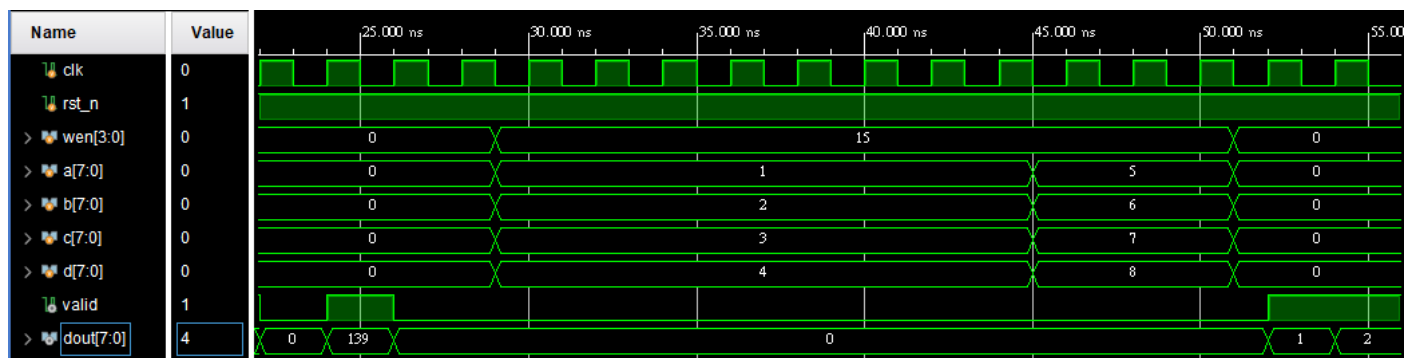 Name Value 25.000 ns 30.000 ns 35.000 ns 40.000 ns 45.000 ns 50.000 ns 55.00
clk 0
rst_n 1
wen[3:0] 0 0 15 0
a[7:0] 0 0 1 5 0
b[7:0] 0 0 2 6 0
c[7:0] 0 0 3 7 0
d[7:0] 0 0 4 8 0
valid 1
dout[7:0] 4 0 139 0 1 2